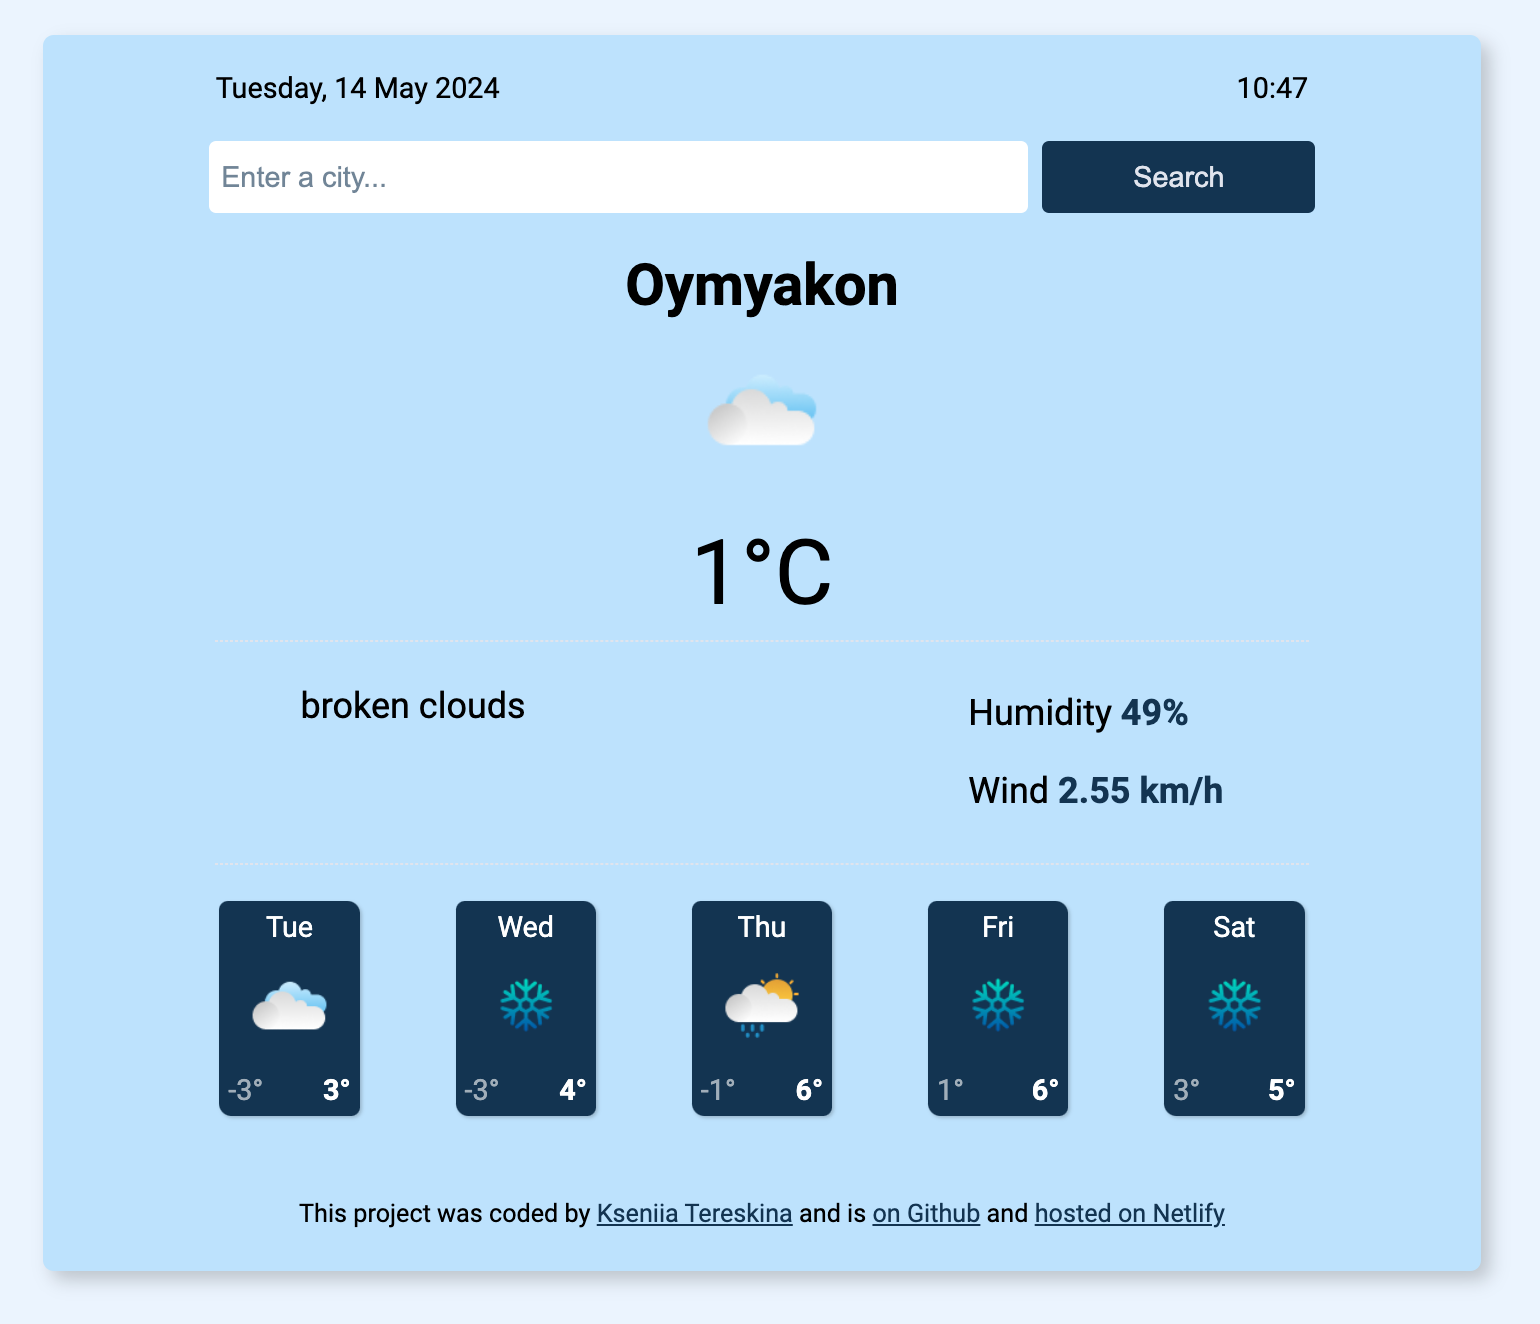 Tuesday, 14 May 2024 10:47
Enter a city... Search
Oymyakon
1°C
broken clouds
Humidity 49%
Wind 2.55 km/h
Tue Wed Thu Fri Sat
-3° 3° -3° 4° -1° 6° 1° 6° 3° 5°
This project was coded by Kseniia Tereskina and is on Github and hosted on Netlify